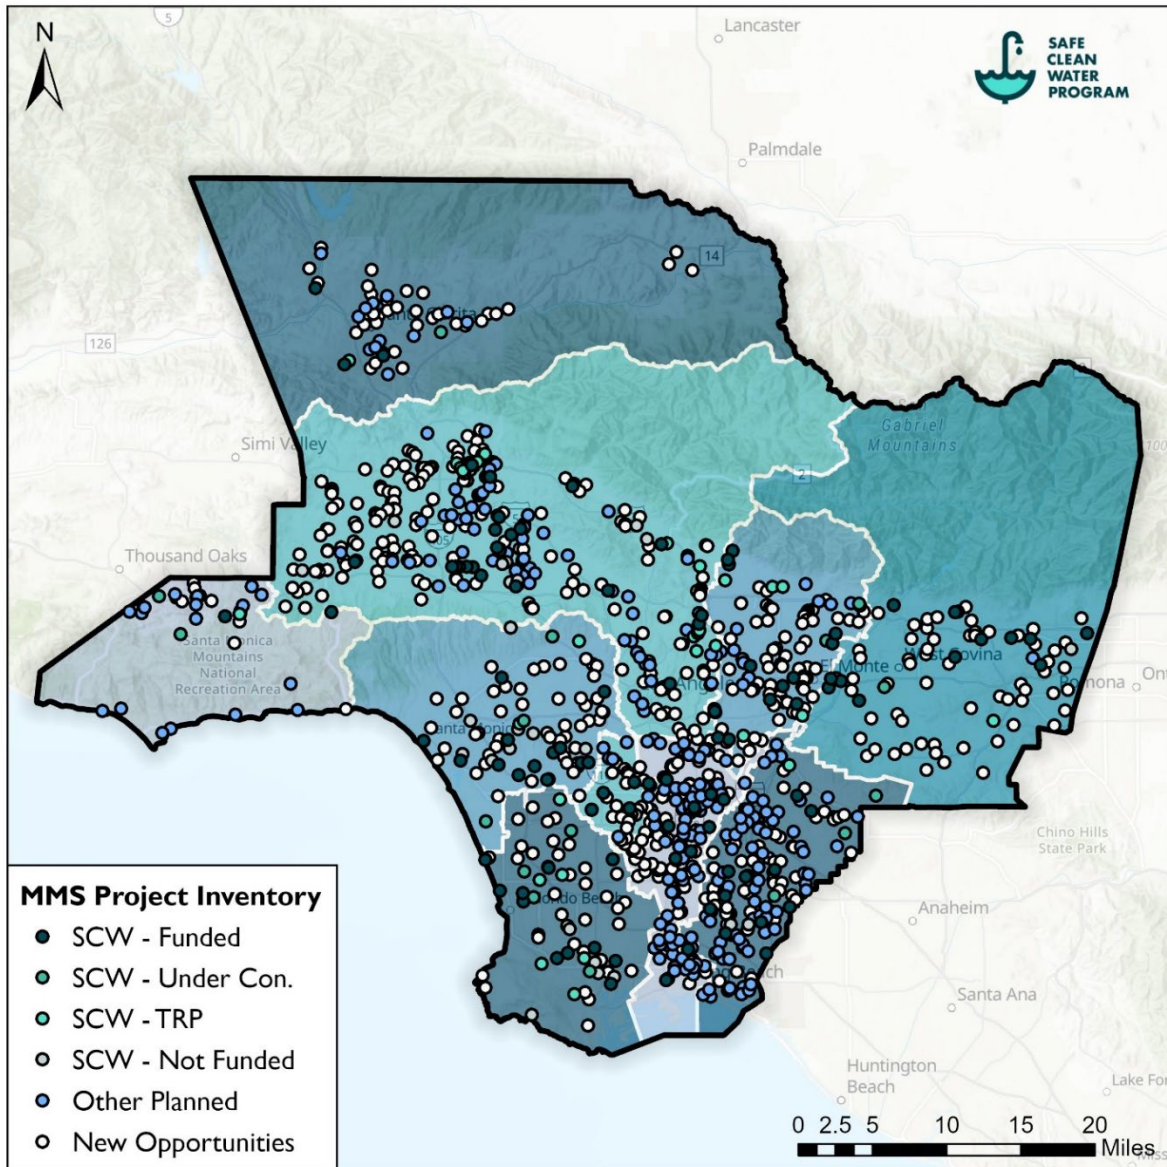 5
Lancaster
N
SAFE
CLEAN
WATER
PROGRAM
Palmdale
14
126
Simi Valley
Gabriel
Mountains
2
Thousand Oaks
Santa Monica
Mountains
National
Recreation Area
El Monte
West Covina
Pomona
Chino Hills
State Park
Anaheim
Santa Ana
Huntington
Beach
MMS Project Inventory
SCW - Funded
SCW - Under Con.
SCW - TRP
SCW - Not Funded
Other Planned
New Opportunities
0 2.5 5 10 15 20
Miles